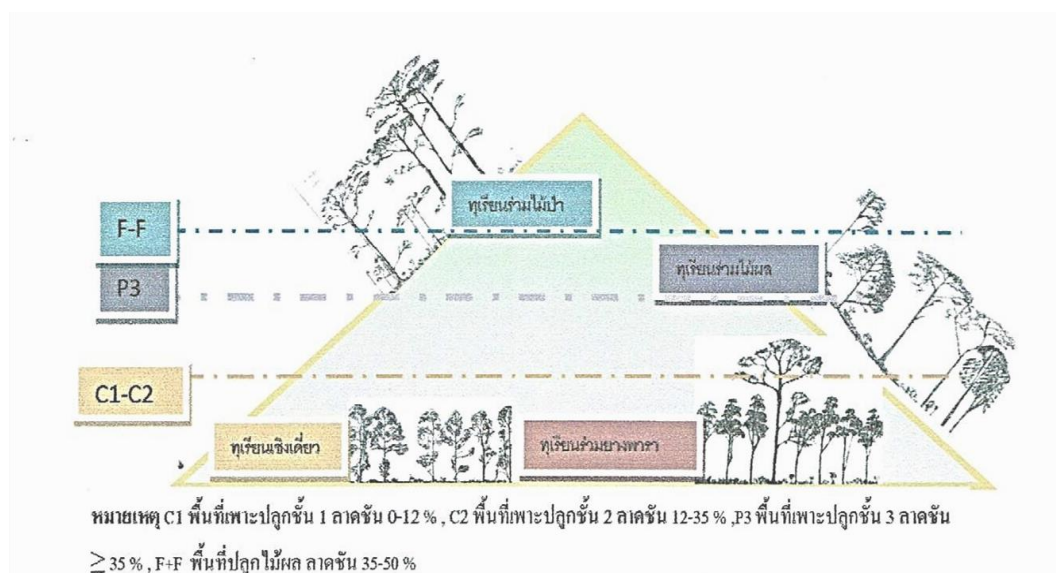 ทุเรียนร่วมไม้ป่า
F-F
ทุเรียนร่วมไม้ผล
P3
C1-C2
ทุเรียนเชิงเดี่ยว
ทุเรียนร่วมยางพารา
หมายเหตุ C1 พื้นที่เพาะปลูกชั้น 1 ลาดชัน 0-12 % , C2 พื้นที่เพาะปลูกชั้น 2 ลาดชัน 12-35 % ,P3 พื้นที่เพาะปลูกชั้น 3 ลาดชัน
≥ 35 % , F+F พื้นที่ปลูกไม้ผล ลาดชัน 35-50 %